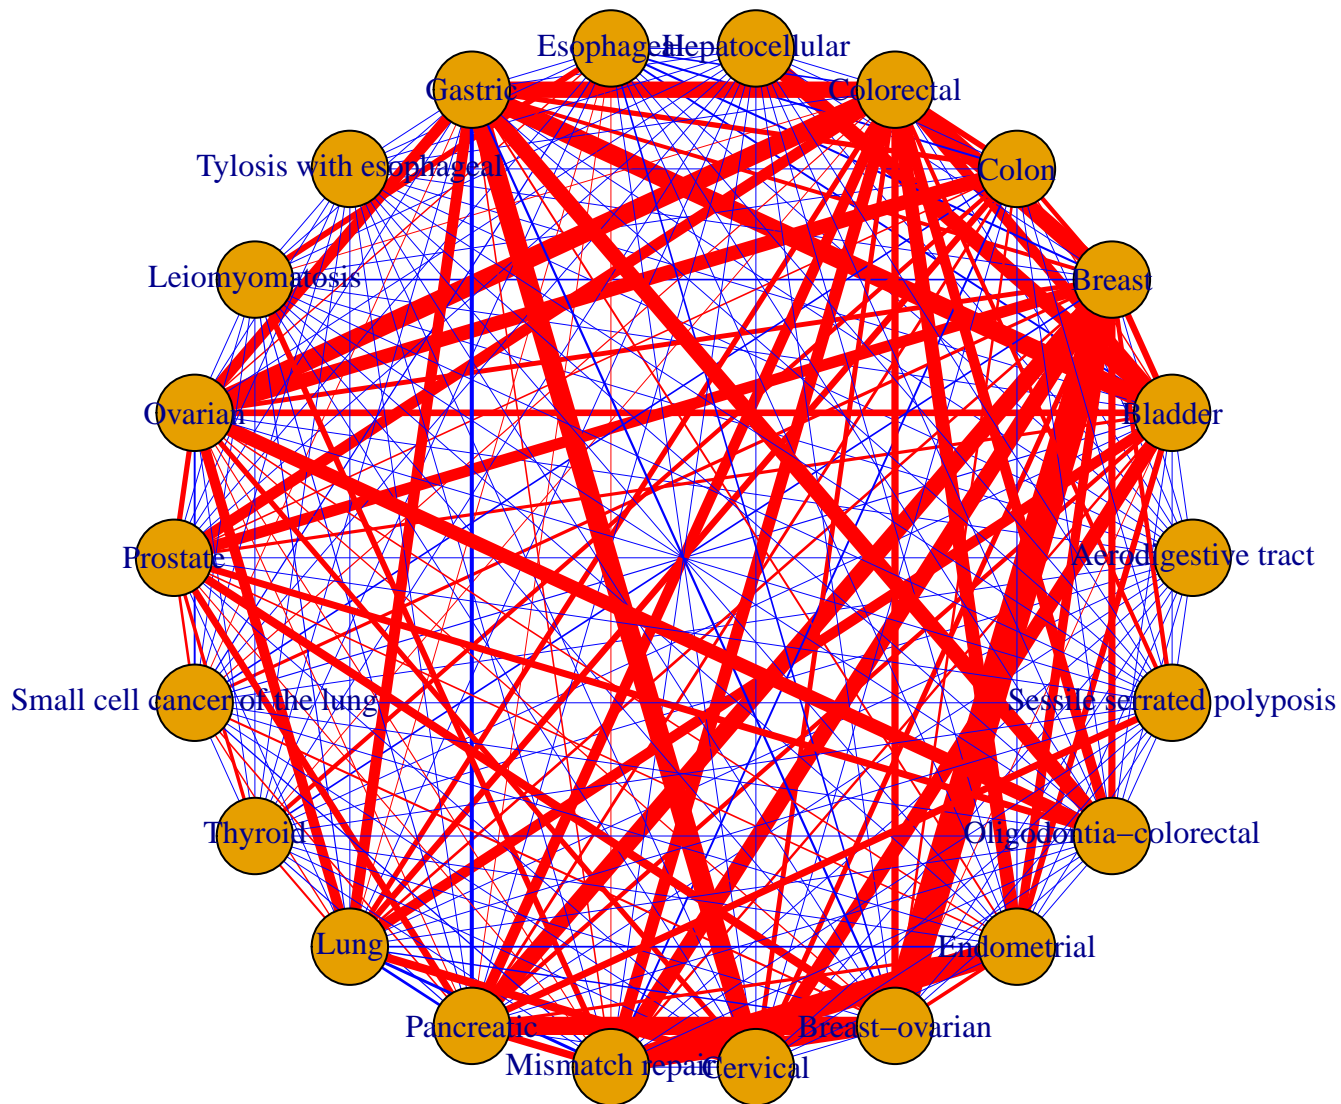 Esophageal
Hepatocellular
Gastric
Colorectal
Tylosis with esophageal
Colon
Leiomyomatosis
Breast
Ovarian
Bladder
Prostate
Aerodigestive tract
Small cell cancer of the lung
Sessile serrated polyposis
Thyroid
Oligodontia−colorectal
Lung
Endometrial
Pancreatic
Breast−ovarian
Mismatch repair
Cervical